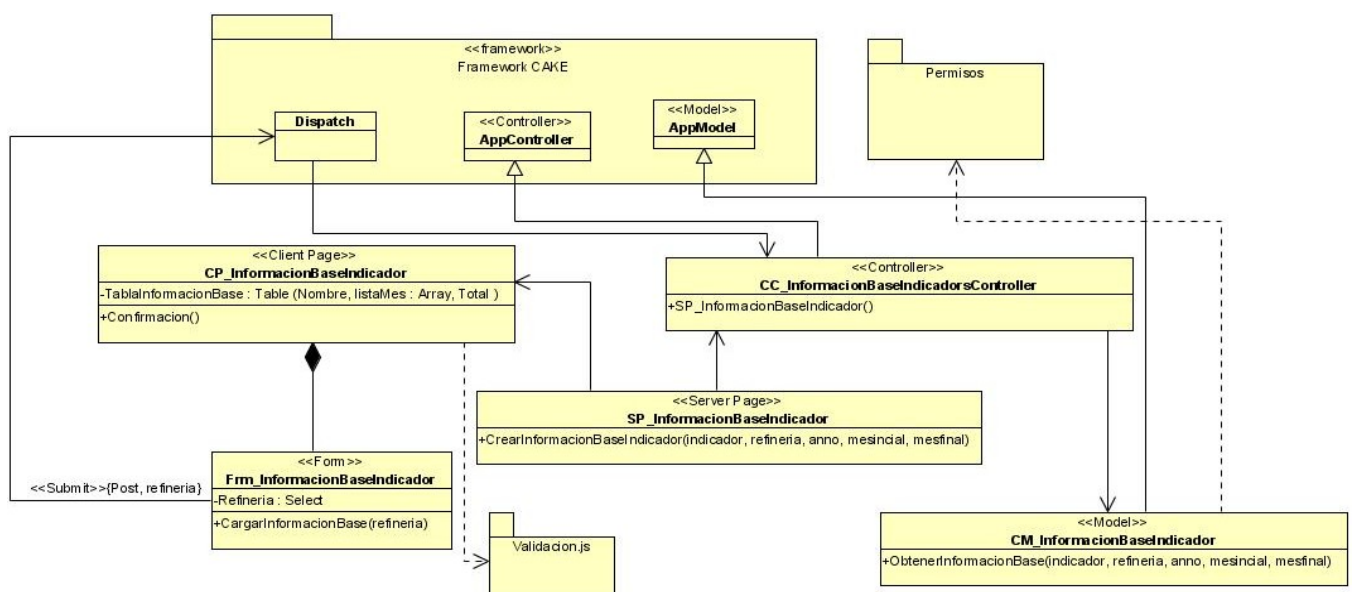 <<framework>>
Framework CAKE
Dispatch
<<Controller>>
AppController
<<Model>>
AppModel
Permisos
<<Client Page>>
CP_InformacionBaseIndicador
-TablaInformacionBase : Table (Nombre, listaMes : Array, Total )
+Confirmacion()
<<Controller>>
CC_InformacionBaseIndicadorsController
+SP_InformacionBaseIndicador()
<<Server Page>>
SP_InformacionBaseIndicador
+CrearInformacionBaseIndicador(indicador, refineria, anno, mesincial, mesfinal)
<<Submit>>{Post, refineria}
<<Form>>
Frm_InformacionBaseIndicador
-Refineria : Select
+CargarInformacionBase(refineria)
Validacion.js
<<Model>>
CM_InformacionBaseIndicador
+ObtenerInformacionBase(indicador, refineria, anno, mesincial, mesfinal)